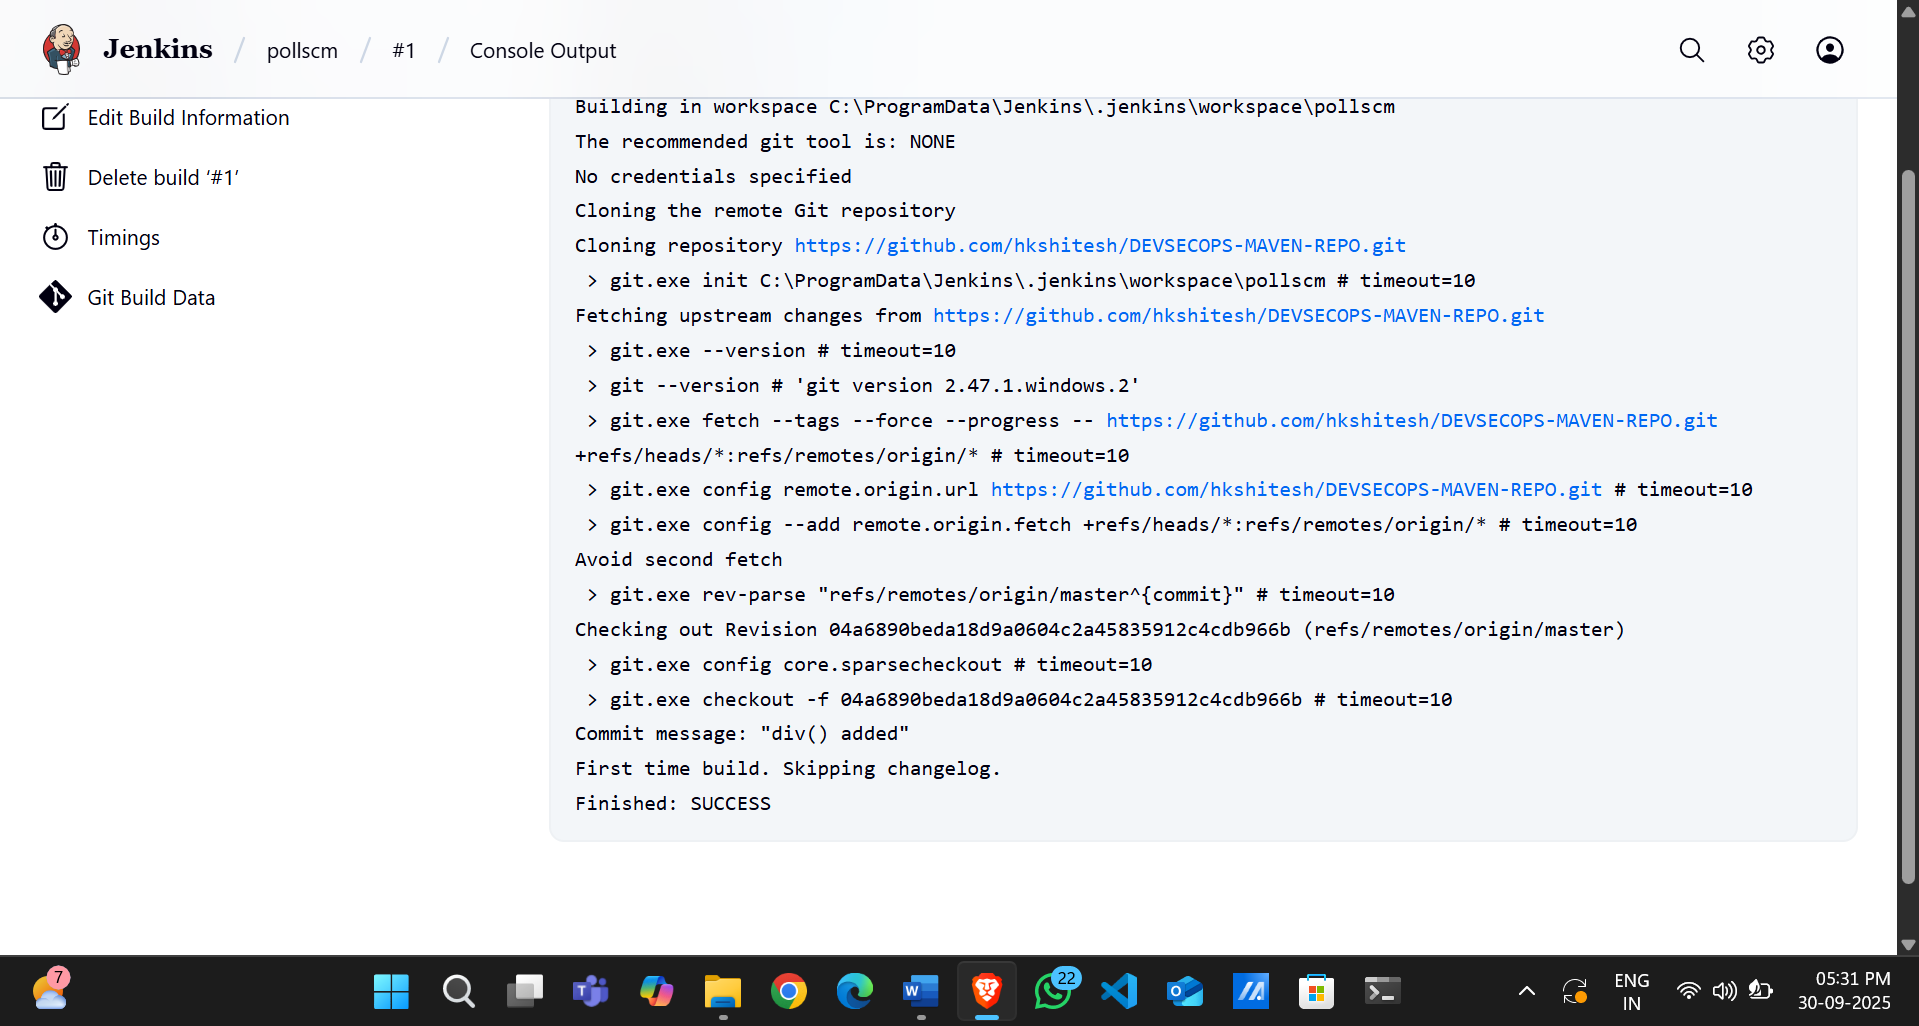 Jenkins / pollscm / #1 / Console Output
Edit Build Information
Delete build ‘#1’
Timings
Git Build Data
Building in workspace C:\ProgramData\Jenkins\.jenkins\workspace\pollscm
The recommended git tool is: NONE
No credentials specified
Cloning the remote Git repository
Cloning repository https://github.com/hkshitesh/DEVSECOPS-MAVEN-REPO.git
 > git.exe init C:\ProgramData\Jenkins\.jenkins\workspace\pollscm # timeout=10
Fetching upstream changes from https://github.com/hkshitesh/DEVSECOPS-MAVEN-REPO.git
 > git.exe --version # timeout=10
 > git --version # 'git version 2.47.1.windows.2'
 > git.exe fetch --tags --force --progress -- https://github.com/hkshitesh/DEVSECOPS-MAVEN-REPO.git
+refs/heads/*:refs/remotes/origin/* # timeout=10
 > git.exe config remote.origin.url https://github.com/hkshitesh/DEVSECOPS-MAVEN-REPO.git # timeout=10
 > git.exe config --add remote.origin.fetch +refs/heads/*:refs/remotes/origin/* # timeout=10
Avoid second fetch
 > git.exe rev-parse "refs/remotes/origin/master^{commit}" # timeout=10
Checking out Revision 04a6890beda18d9a0604c2a45835912c4cdb966b (refs/remotes/origin/master)
 > git.exe config core.sparsecheckout # timeout=10
 > git.exe checkout -f 04a6890beda18d9a0604c2a45835912c4cdb966b # timeout=10
Commit message: "div() added"
First time build. Skipping changelog.
Finished: SUCCESS
7
22
ENG
IN
05:31 PM
30-09-2025